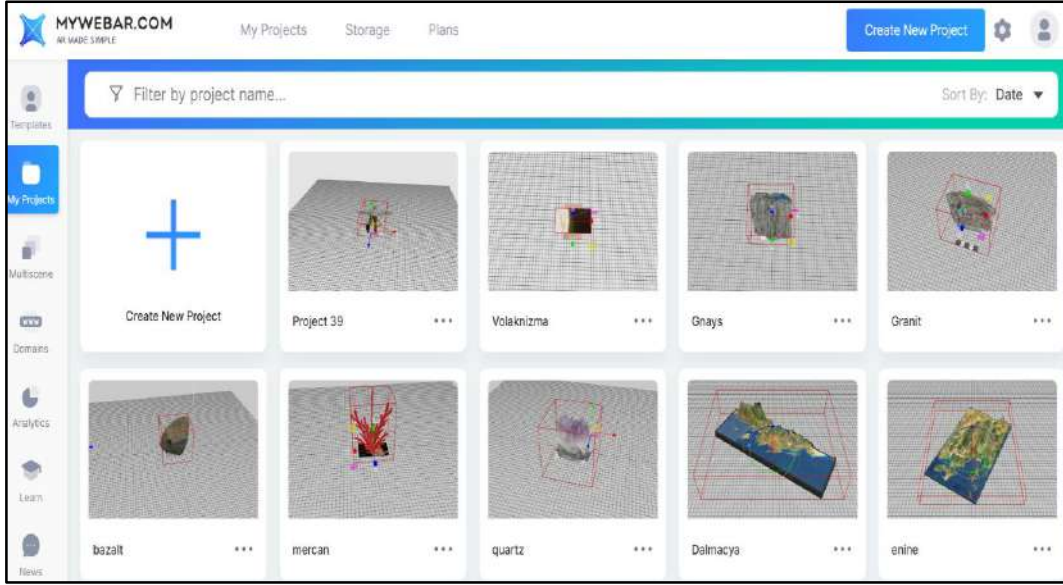 MYWEBAR.COM
AR MADE SIMPLE
My Projects
Storage
Plans
Create New Project
Filter by project name...
Sort By: Date
Templates
My Projects
Multiscene
Domains
Analytics
Learn
News
Create New Project
Project 39
Volaknizma
Gnays
Granit
bazalt
mercan
quartz
Dalmaçya
enine